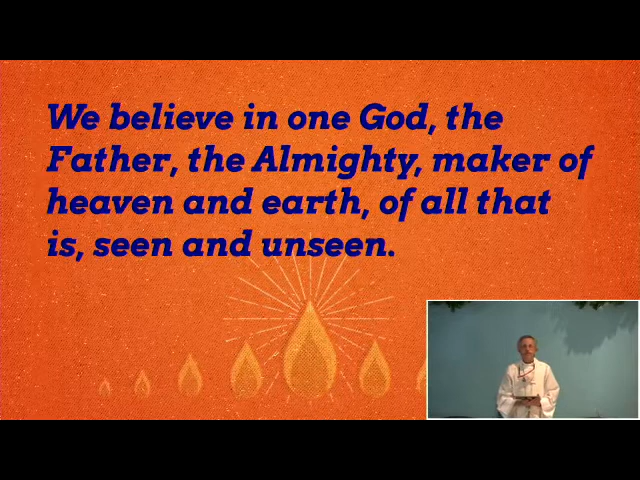 We believe in one God, the
Father, the Almighty, maker of
heaven and earth, of all that
is, seen and unseen.